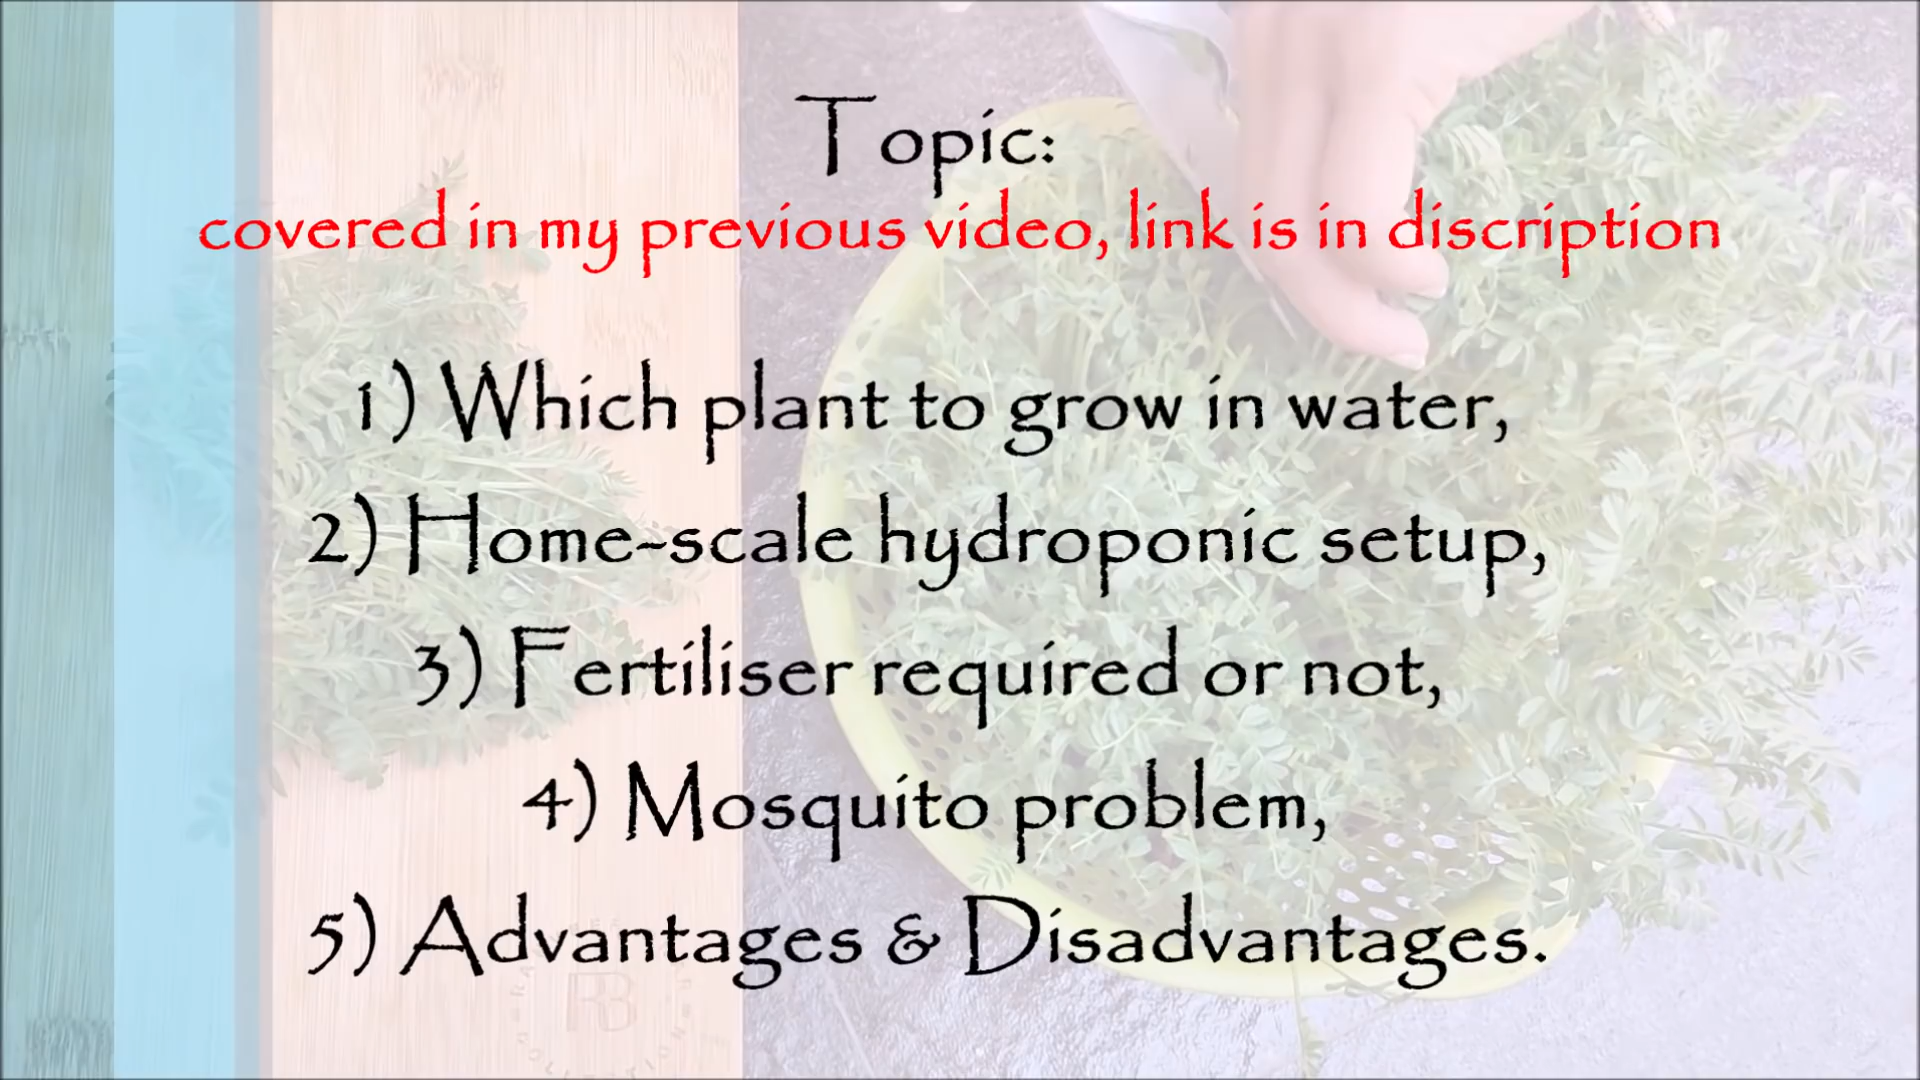 Topic:
covered in my previous video, link is in discription
1) Which plant to grow in water,
2) Home-scale hydroponic setup,
3) Fertiliser required or not,
4) Mosquito problem,
5) Advantages & Disadvantages.